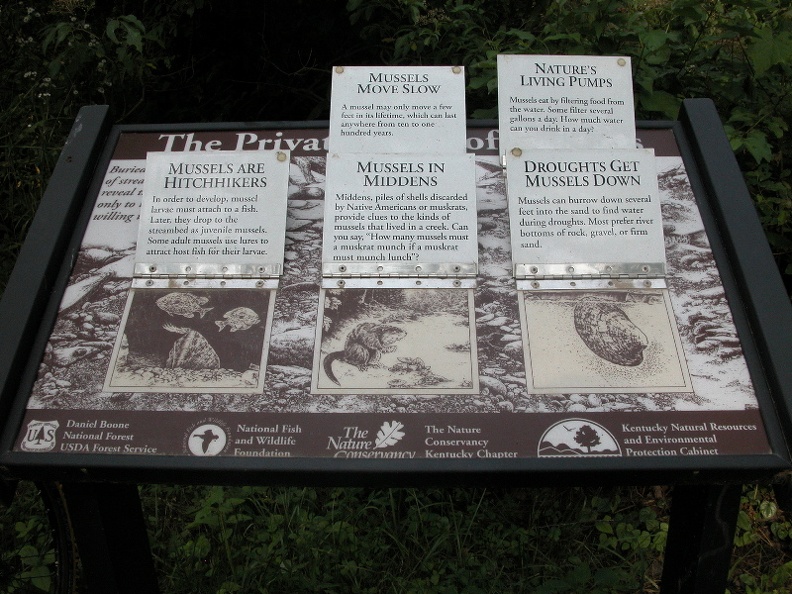 MUSSELS
MOVE SLOW
A mussel may only move a few
feet in its lifetime, which can last
anywhere from ten to one
hundred years.
NATURE'S
LIVING PUMPS
Mussels eat by filtering food from
the water. Some filter several
gallons a day. How much water
can you drink in a day?
The Priva
of
Buried
of strea
reveal t
only to
willing
MUSSELS ARE
HITCHHIKERS
In order to develop, mussel
larvae must attach to a fish.
Later, they drop to the
streambed as juvenile mussels.
Some adult mussels use lures to
attract host fish for their larvae.
MUSSELS IN
MIDDENS
Middens, piles of shells discarded
by Native Americans or muskrats,
provide clues to the kinds of
mussels that lived in a creek. Can
you say, "How many mussels must
a muskrat munch if a muskrat
must munch lunch"?
DROUGHTS GET
MUSSELS DOWN
Mussels can burrow down several
feet into the sand to find water
during droughts. Most prefer river
bottoms of rock, gravel, or firm
sand.
UAS
Daniel Boone
National Forest
USDA Forest Service
National Fish
and Wildlife
Foundation
The
Nature
Conservancy
The Nature
Conservancy
Kentucky Chapter
Kentucky Natural Resources
and Environmental
Protection Cabinet